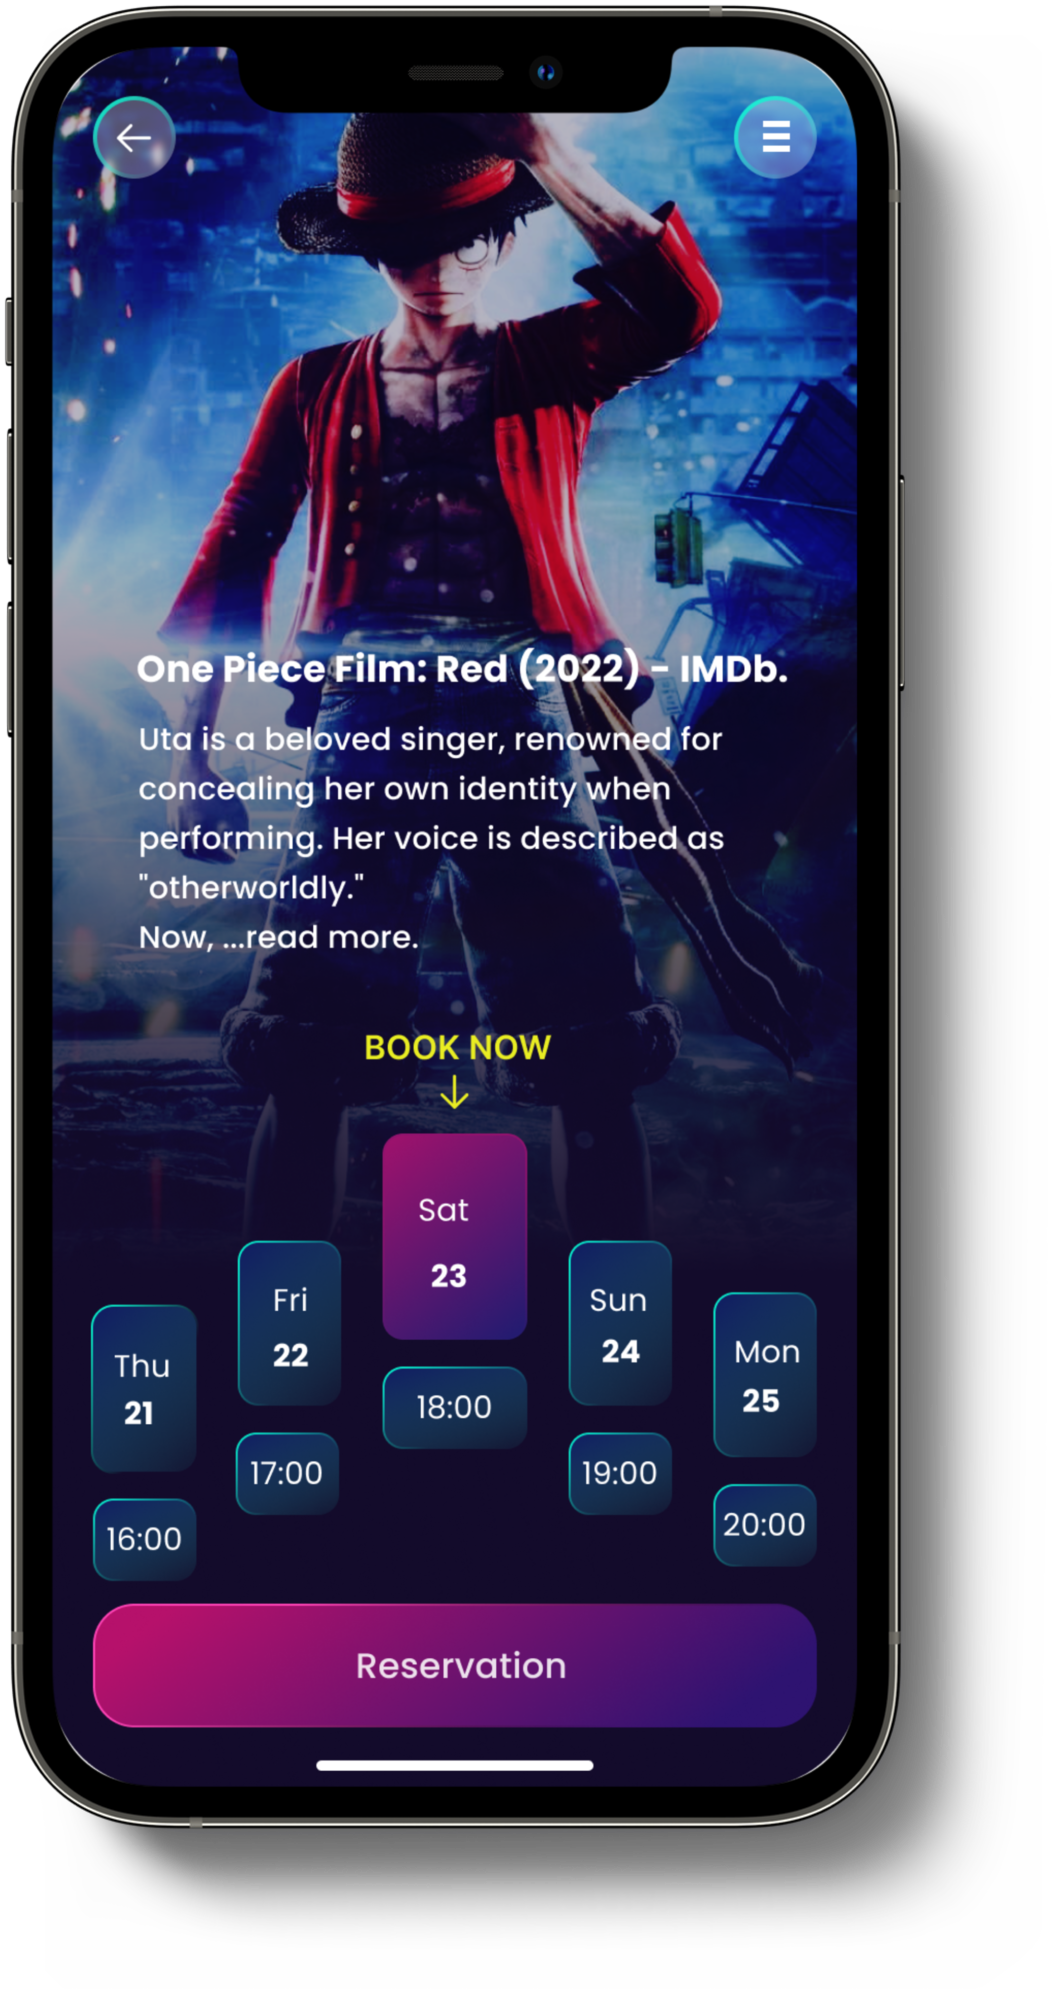 One Piece Film: Red (2022) - IMDb.
Uta is a beloved singer, renowned for
concealing her own identity when
performing. Her voice is described as
"otherworldly."
Now, ...read more.
BOOK NOW
Thu
21
16:00
Fri
22
17:00
Sat
23
18:00
Sun
24
19:00
Mon
25
20:00
Reservation